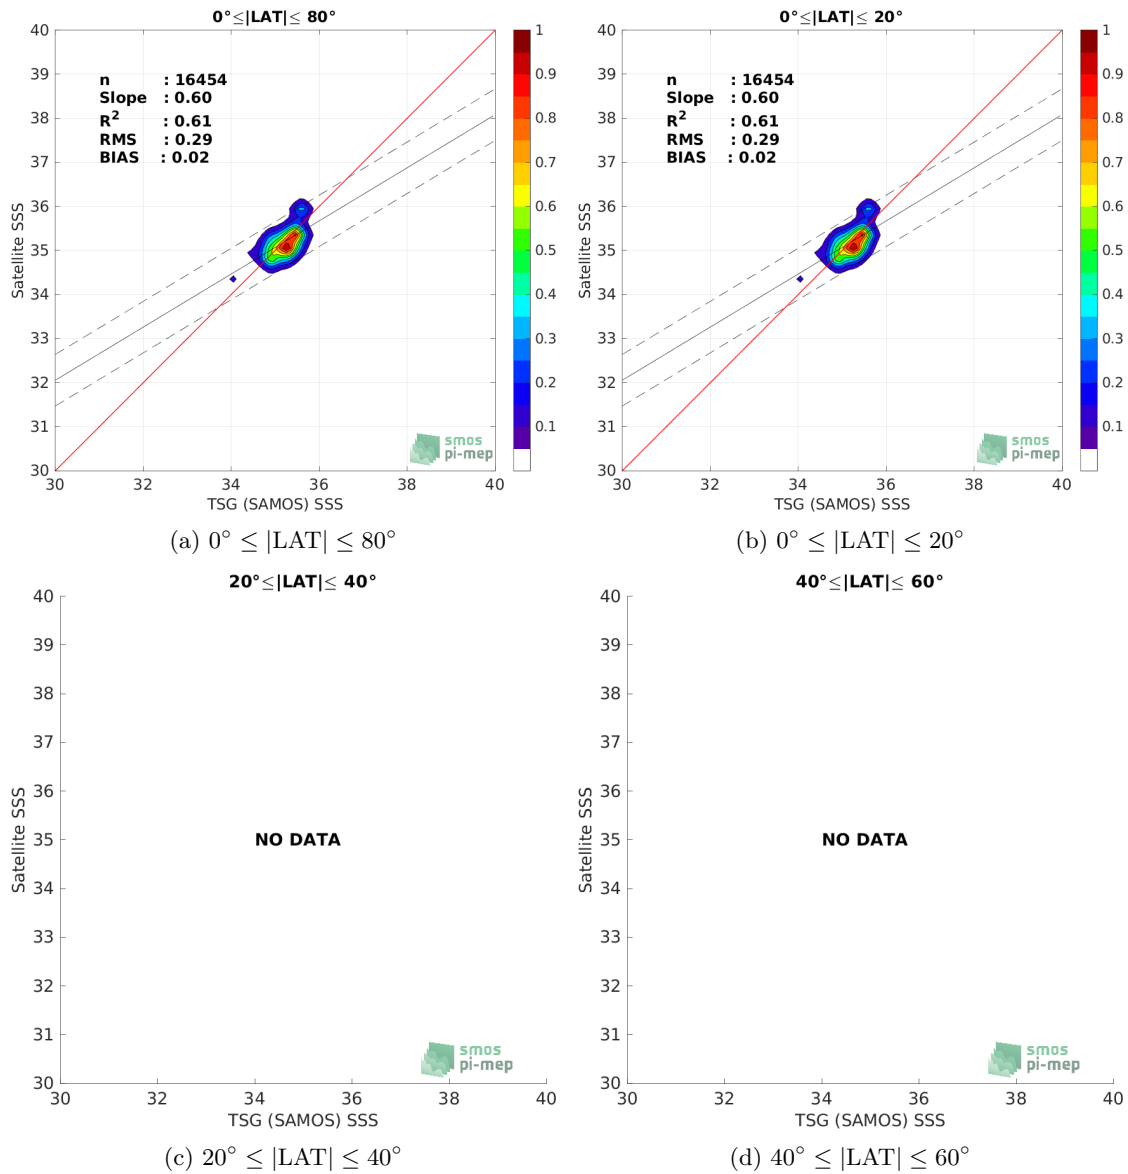 0°≤|LAT|≤ 80°
40
39
38
37
36
35
34
33
32
31
30
Satellite SSS
n : 16454
Slope : 0.60
R² : 0.61
RMS : 0.29
BIAS : 0.02
smos
pi-mep
30 32 34 36 38 40
TSG (SAMOS) SSS
1
0.9
0.8
0.7
0.6
0.5
0.4
0.3
0.2
0.1
(a) 0° ≤ |LAT| ≤ 80°
0°≤|LAT|≤ 20°
40
39
38
37
36
35
34
33
32
31
30
Satellite SSS
n : 16454
Slope : 0.60
R² : 0.61
RMS : 0.29
BIAS : 0.02
smos
pi-mep
30 32 34 36 38 40
TSG (SAMOS) SSS
1
0.9
0.8
0.7
0.6
0.5
0.4
0.3
0.2
0.1
(b) 0° ≤ |LAT| ≤ 20°
20°≤|LAT|≤ 40°
40
39
38
37
36
35
34
33
32
31
30
Satellite SSS
NO DATA
smos
pi-mep
30 32 34 36 38 40
TSG (SAMOS) SSS
(c) 20° ≤ |LAT| ≤ 40°
40°≤|LAT|≤ 60°
40
39
38
37
36
35
34
33
32
31
30
Satellite SSS
NO DATA
smos
pi-mep
30 32 34 36 38 40
TSG (SAMOS) SSS
(d) 40° ≤ |LAT| ≤ 60°